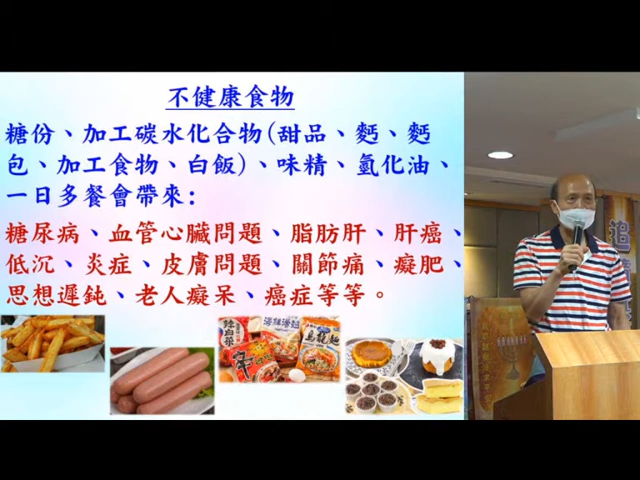 不健康食物
糖份、加工碳水化合物(甜品、麪、麪
包、加工食物、白飯)、味精、氫化油、
一日多餐會帶來:
糖尿病、血管心臟問題、脂肪肝、肝癌、
低沉、炎症、皮膚問題、關節痛、癡肥、
思想遲鈍、老人癡呆、癌症等等。
烏龍麵